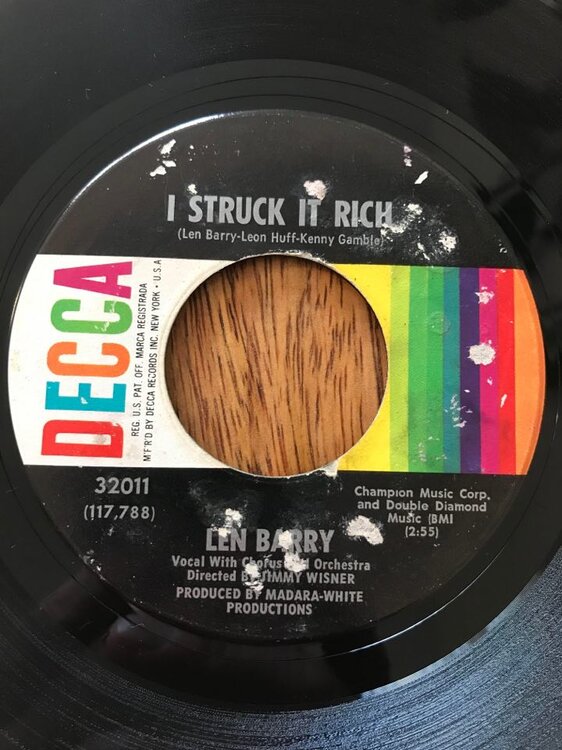 I STRUCK IT RICH
(Len Barry-Leon Huff-Kenny Gamble)
DECCA
REG. U.S. PAT. OFF. MARCA REGISTRADA
M'F'R'D BY DECCA RECORDS INC. NEW YORK • U.S.A
32011
(117,788)
Champion Music Corp.
and Double Diamond
Music (BMI
(2:55)
LEN BARRY
Vocal With Chorus Orchestra
Directed By JIMMY WISNER
PRODUCED BY MADARA-WHITE
PRODUCTIONS